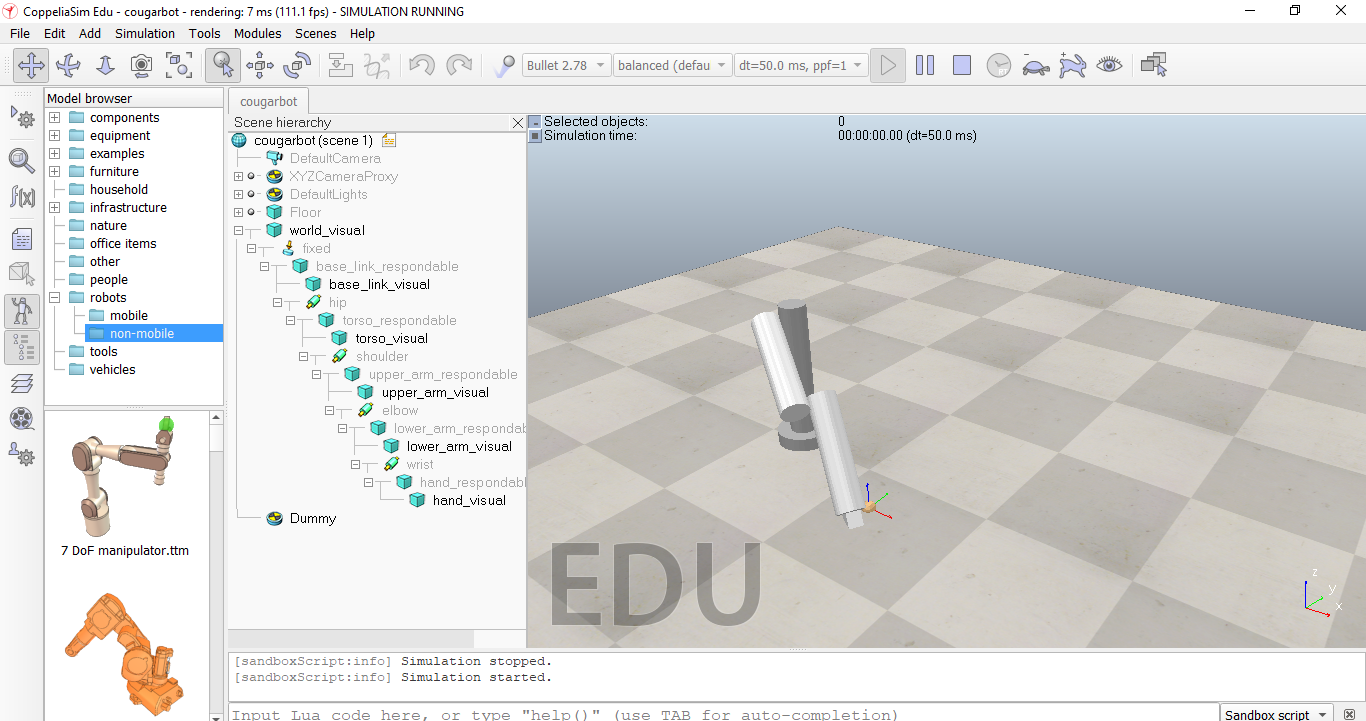 CoppeliaSim Edu - cougarbot - rendering: 7 ms (111.1 fps) - SIMULATION RUNNING
File Edit Add Simulation Tools Modules Scenes Help
Bullet 2.78 balanced (defau dt=50.0 ms, ppf=1
Model browser
components
equipment
examples
furniture
household
infrastructure
nature
office items
other
people
robots
mobile
non-mobile
tools
vehicles
7 DoF manipulator.ttm
cougarbot
Scene hierarchy
cougarbot (scene 1)
DefaultCamera
XYZCameraProxy
DefaultLights
Floor
world_visual
fixed
base_link_respondable
base_link_visual
hip
torso_respondable
torso_visual
shoulder
upper_arm_respondable
upper_arm_visual
elbow
lower_arm_respondab
lower_arm_visual
wrist
hand_respondabl
hand_visual
Dummy
Selected objects: 0
Simulation time: 00:00:00.00 (dt=50.0 ms)
EDU
z
y
x
[sandboxScript:info] Simulation stopped.
[sandboxScript:info] Simulation started.
Input Lua code here, or type "help()" (use TAB for auto-completion)
Sandbox script
f(x)